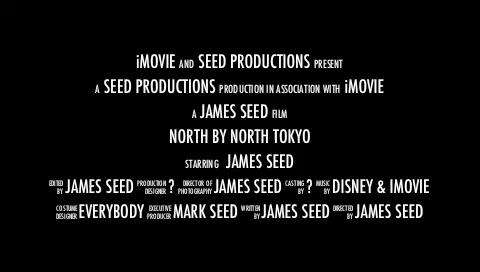 iMOVIE AND SEED PRODUCTIONS PRESENT
A SEED PRODUCTIONS PRODUCTION IN ASSOCIATION WITH iMOVIE
A JAMES SEED FILM
NORTH BY NORTH TOKYO
STARRING JAMES SEED
EDITED BY JAMES SEED PRODUCTION DESIGNER ? DIRECTOR OF PHOTOGRAPHY JAMES SEED CASTING BY ? MUSIC BY DISNEY & IMOVIE
COSTUME DESIGNER EVERYBODY EXECUTIVE PRODUCER MARK SEED WRITTEN BY JAMES SEED DIRECTED BY JAMES SEED